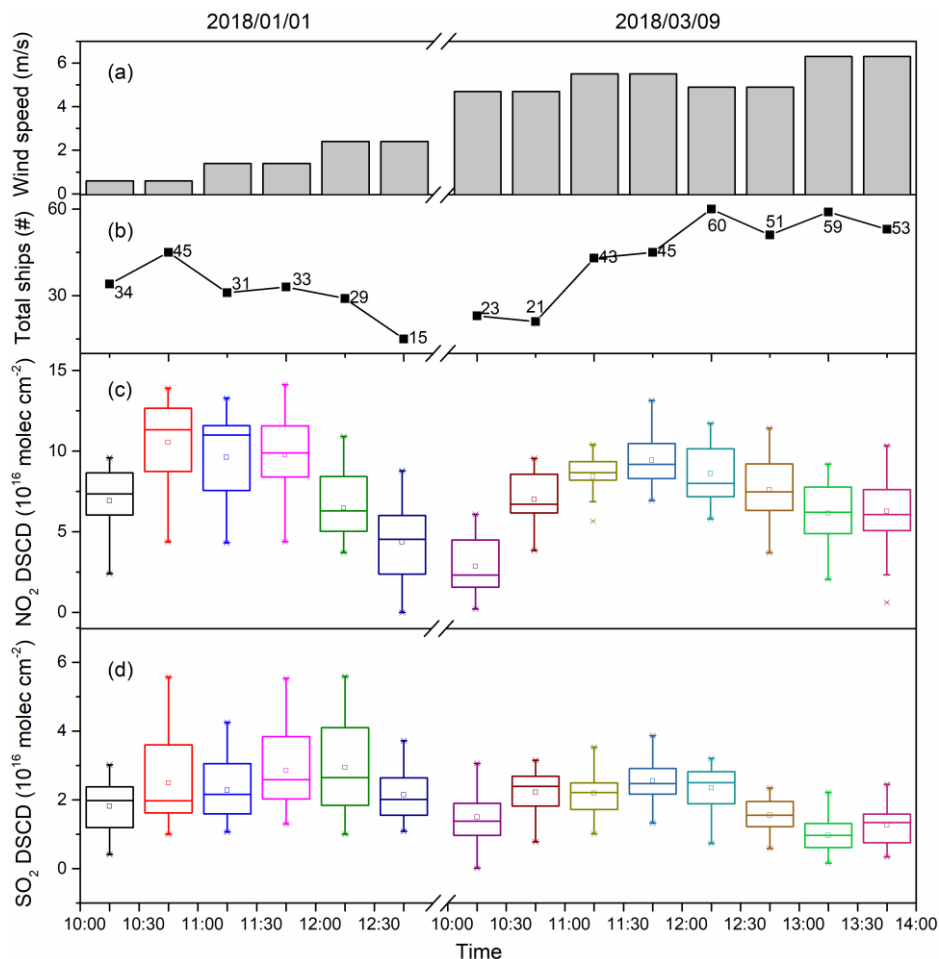 2018/01/01 2018/03/09
(a)
Wind speed (m/s)
6
4
2
0
(b)
Total ships (#)
60
30
34 45 31 33 29 15 23 21 43 45 60 51 59 53
(c)
NO₂ DSCD (10¹⁶ molec cm⁻²)
15
10
5
0
(d)
SO₂ DSCD (10¹⁶ molec cm⁻²)
6
4
2
0
10:00 10:30 11:00 11:30 12:00 12:30 10:00 10:30 11:00 11:30 12:00 12:30 13:00 13:30 14:00
Time